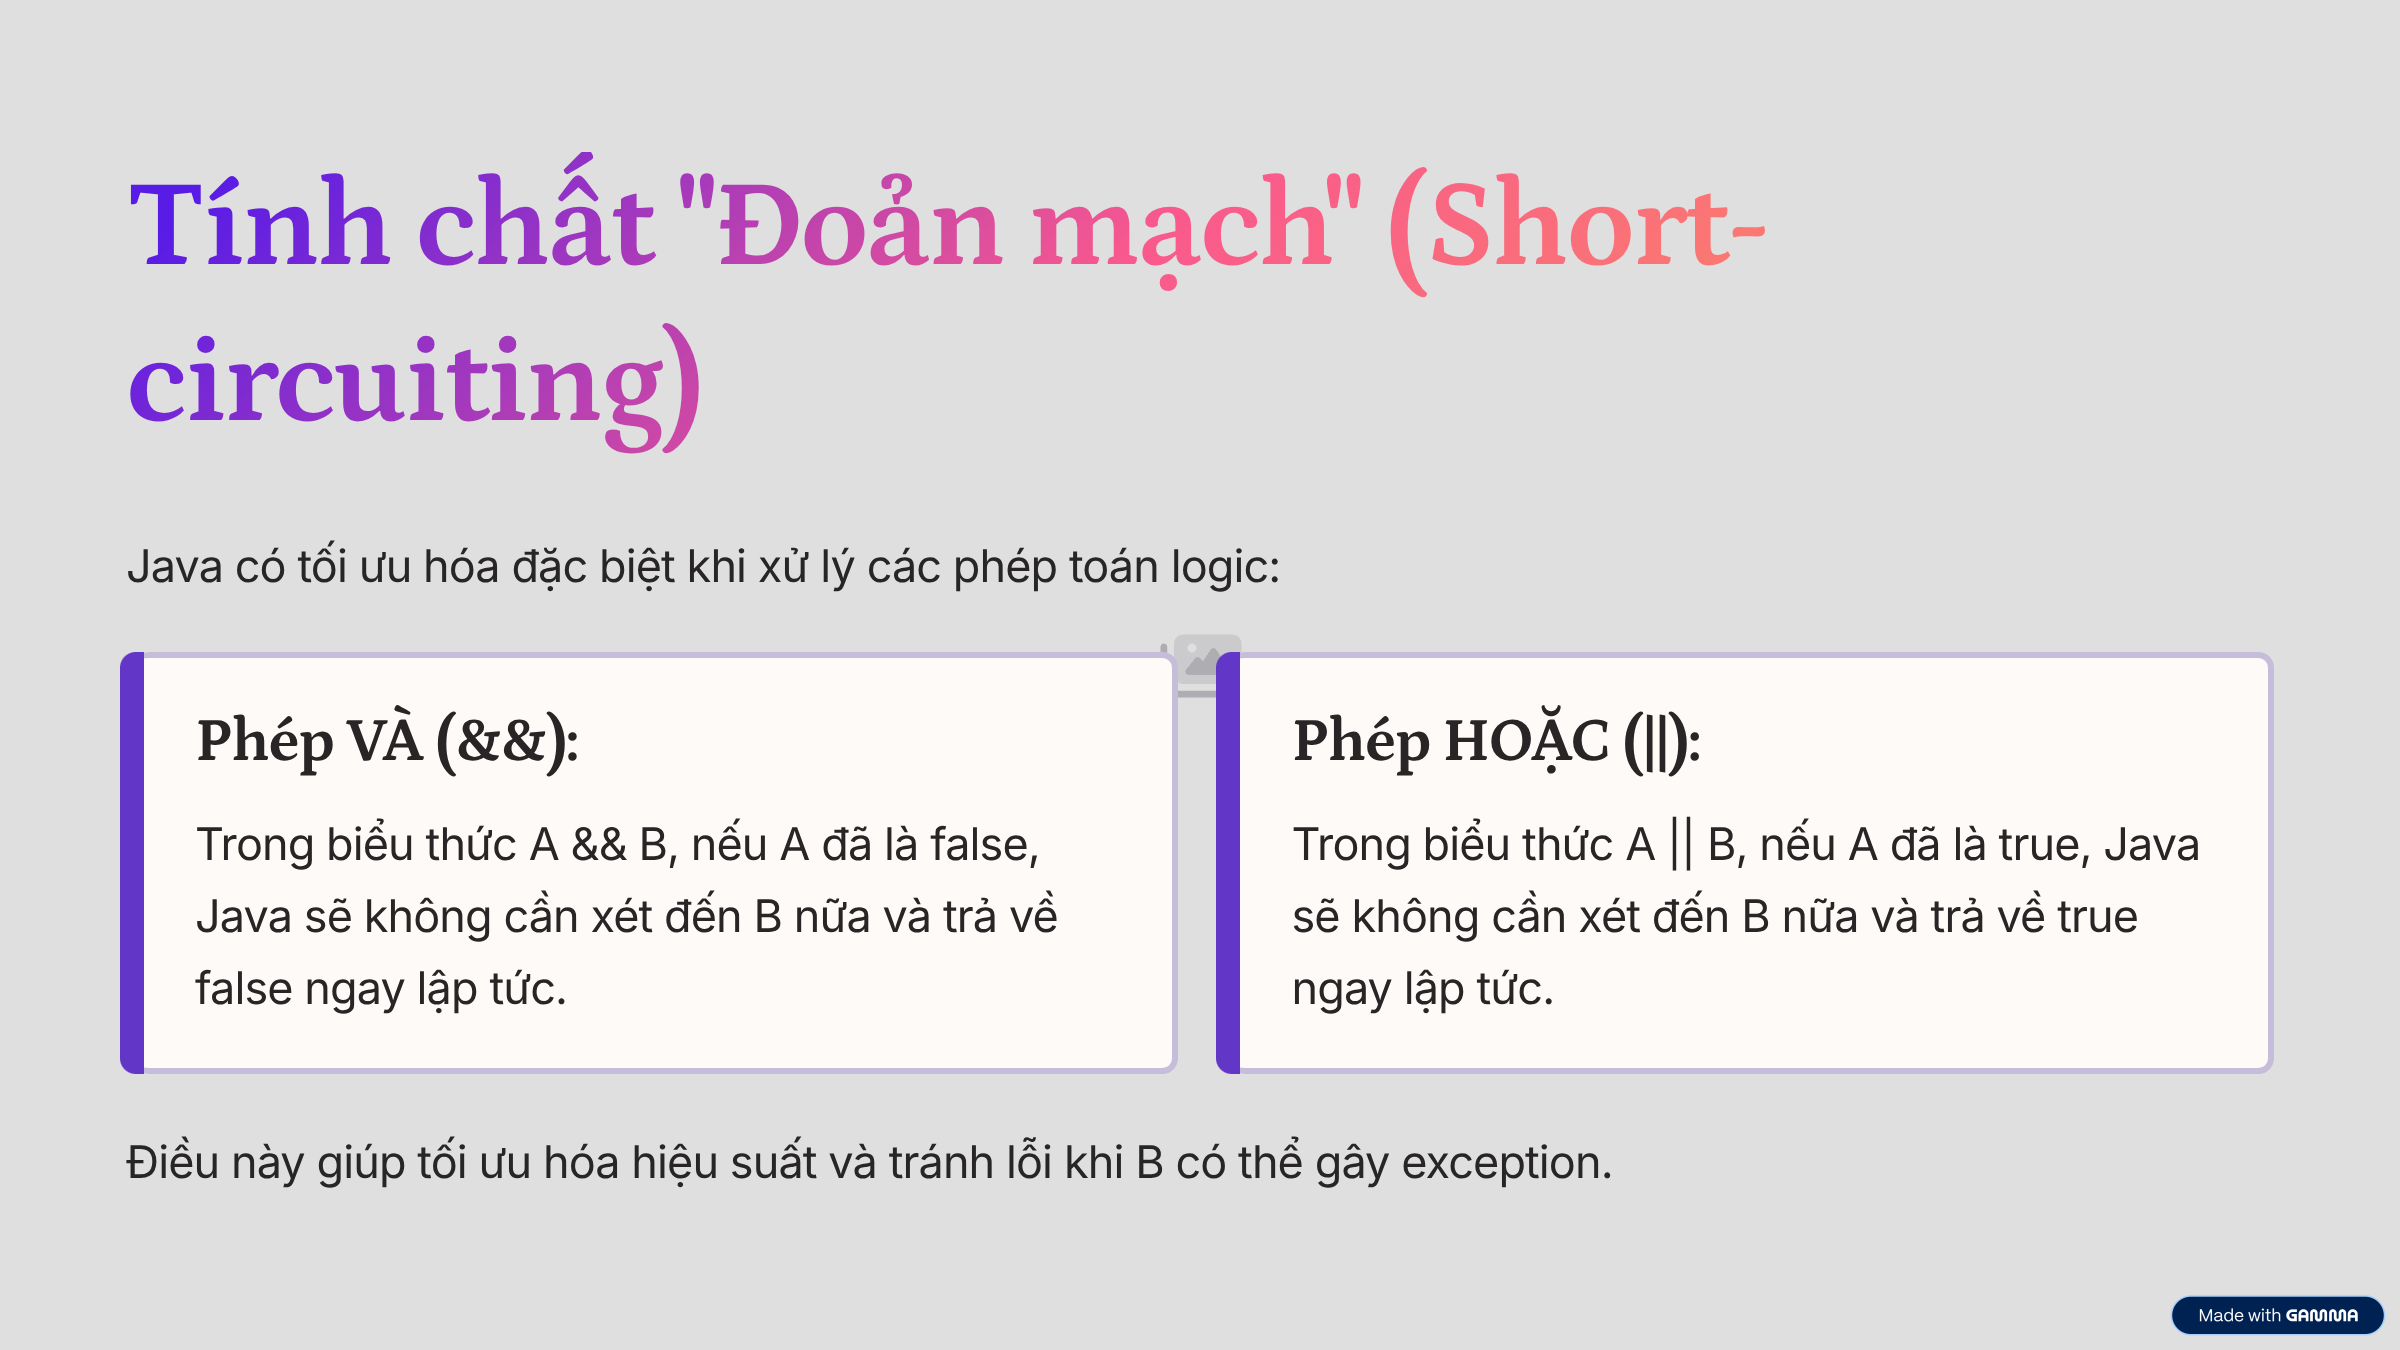 Tính chất "Đoản mạch" (Short-
circuiting)
Java có tối ưu hóa đặc biệt khi xử lý các phép toán logic:
Phép VÀ (&&):
Trong biểu thức A && B, nếu A đã là false,
Java sẽ không cần xét đến B nữa và trả về
false ngay lập tức.
Phép HOẶC (||):
Trong biểu thức A || B, nếu A đã là true, Java
sẽ không cần xét đến B nữa và trả về true
ngay lập tức.
Điều này giúp tối ưu hóa hiệu suất và tránh lỗi khi B có thể gây exception.
Made with GAMMA